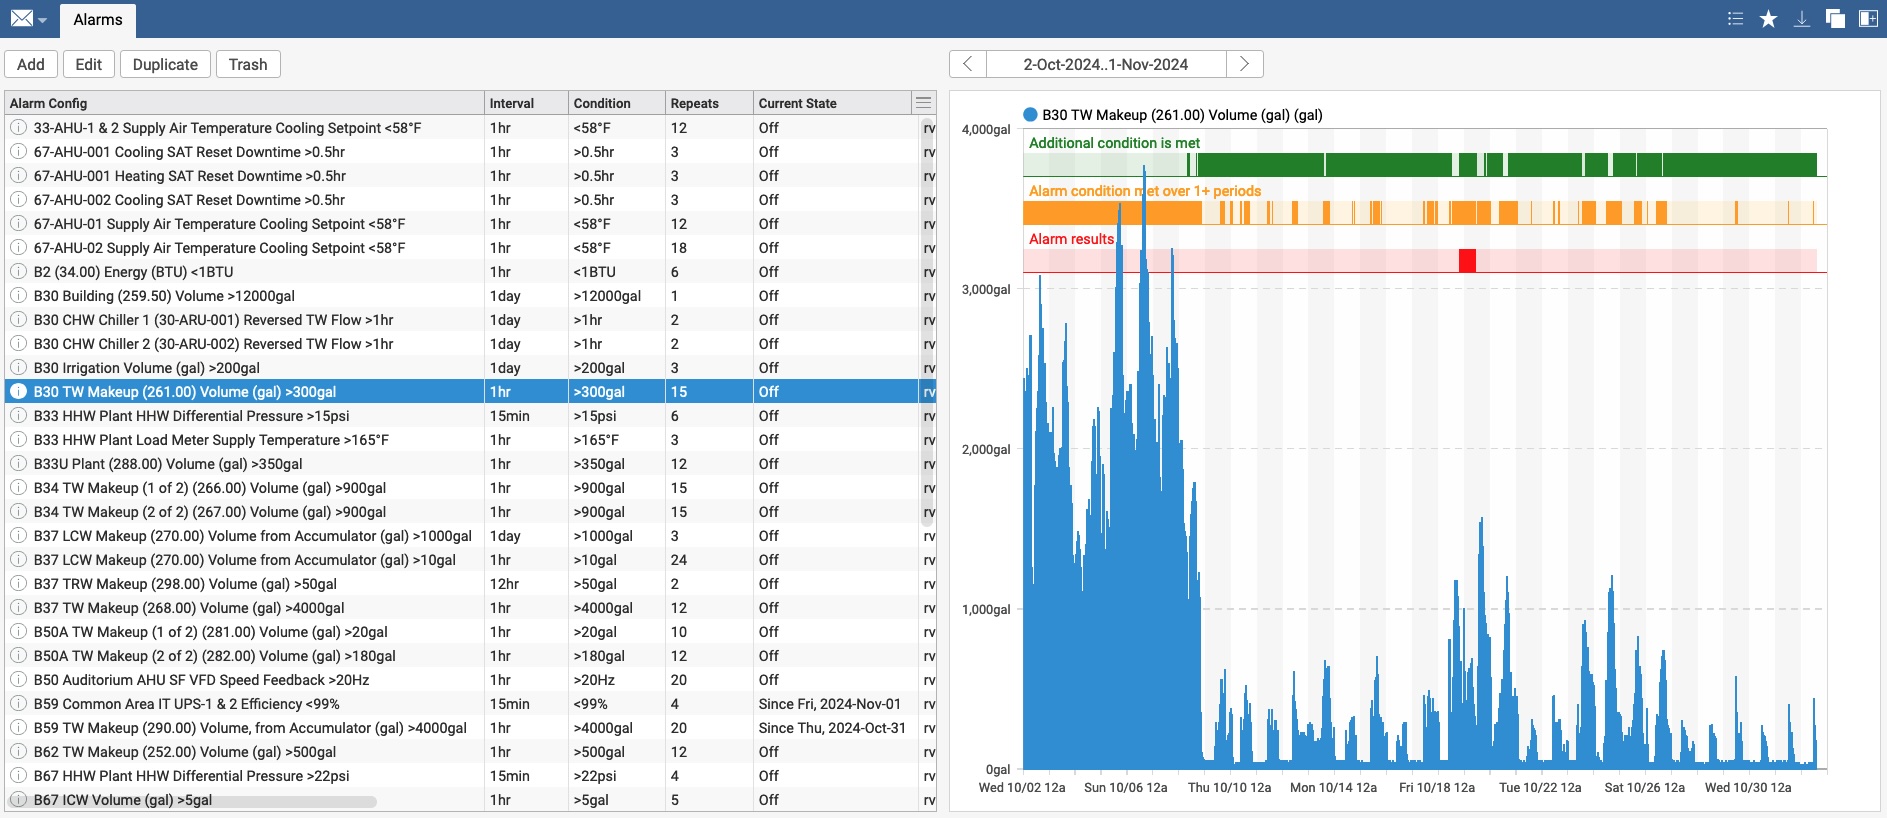 Alarms
Add Edit Duplicate Trash
2-Oct-2024..1-Nov-2024
Alarm Config Interval Condition Repeats Current State
33-AHU-1 & 2 Supply Air Temperature Cooling Setpoint <58°F 1hr <58°F 12 Off rv
67-AHU-001 Cooling SAT Reset Downtime >0.5hr 1hr >0.5hr 3 Off rv
67-AHU-001 Heating SAT Reset Downtime >0.5hr 1hr >0.5hr 3 Off rv
67-AHU-002 Cooling SAT Reset Downtime >0.5hr 1hr >0.5hr 3 Off rv
67-AHU-01 Supply Air Temperature Cooling Setpoint <58°F 1hr <58°F 12 Off rv
67-AHU-02 Supply Air Temperature Cooling Setpoint <58°F 1hr <58°F 18 Off rv
B2 (34.00) Energy (BTU) <1BTU 1hr <1BTU 6 Off rv
B30 Building (259.50) Volume >12000gal 1day >12000gal 1 Off rv
B30 CHW Chiller 1 (30-ARU-001) Reversed TW Flow >1hr 1day >1hr 2 Off rv
B30 CHW Chiller 2 (30-ARU-002) Reversed TW Flow >1hr 1day >1hr 2 Off rv
B30 Irrigation Volume (gal) >200gal 1day >200gal 3 Off rv
B30 TW Makeup (261.00) Volume (gal) >300gal 1hr >300gal 15 Off rv
B33 HHW Plant HHW Differential Pressure >15psi 15min >15psi 6 Off rv
B33 HHW Plant Load Meter Supply Temperature >165°F 1hr >165°F 3 Off rv
B33U Plant (288.00) Volume (gal) >350gal 1hr >350gal 12 Off rv
B34 TW Makeup (1 of 2) (266.00) Volume (gal) >900gal 1hr >900gal 15 Off rv
B34 TW Makeup (2 of 2) (267.00) Volume (gal) >900gal 1hr >900gal 15 Off rv
B37 LCW Makeup (270.00) Volume from Accumulator (gal) >1000gal 1day >1000gal 3 Off rv
B37 LCW Makeup (270.00) Volume from Accumulator (gal) >10gal 1hr >10gal 24 Off rv
B37 TRW Makeup (298.00) Volume (gal) >50gal 12hr >50gal 2 Off rv
B37 TW Makeup (268.00) Volume (gal) >4000gal 1hr >4000gal 12 Off rv
B50A TW Makeup (1 of 2) (281.00) Volume (gal) >20gal 1hr >20gal 10 Off rv
B50A TW Makeup (2 of 2) (282.00) Volume (gal) >180gal 1hr >180gal 12 Off rv
B50 Auditorium AHU SF VFD Speed Feedback >20Hz 1hr >20Hz 20 Off rv
B59 Common Area IT UPS-1 & 2 Efficiency <99% 15min <99% 4 Since Fri, 2024-Nov-01 rv
B59 TW Makeup (290.00) Volume, from Accumulator (gal) >4000gal 1hr >4000gal 20 Since Thu, 2024-Oct-31 rv
B62 TW Makeup (252.00) Volume (gal) >500gal 1hr >500gal 12 Off rv
B67 HHW Plant HHW Differential Pressure >22psi 15min >22psi 4 Off rv
B67 ICW Volume (gal) >5gal 1hr >5gal 5 Off rv
B30 TW Makeup (261.00) Volume (gal) (gal)
4,000gal
Additional condition is met
Alarm condition met over 1+ periods
Alarm results
3,000gal
2,000gal
1,000gal
0gal
Wed 10/02 12a Sun 10/06 12a Thu 10/10 12a Mon 10/14 12a Fri 10/18 12a Tue 10/22 12a Sat 10/26 12a Wed 10/30 12a